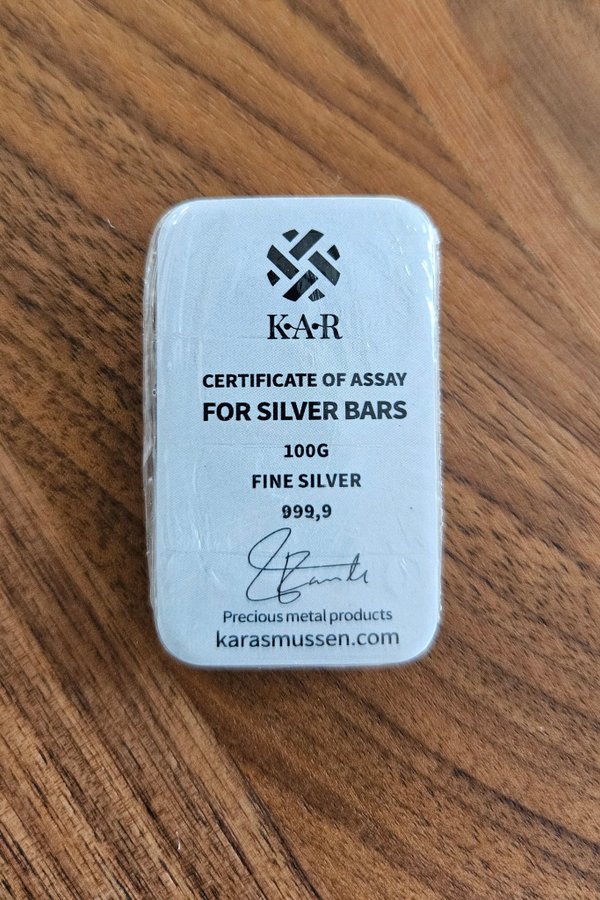 K·A·R
CERTIFICATE OF ASSAY
FOR SILVER BARS
100G
FINE SILVER
999,9
Precious metal products
karasmussen.com